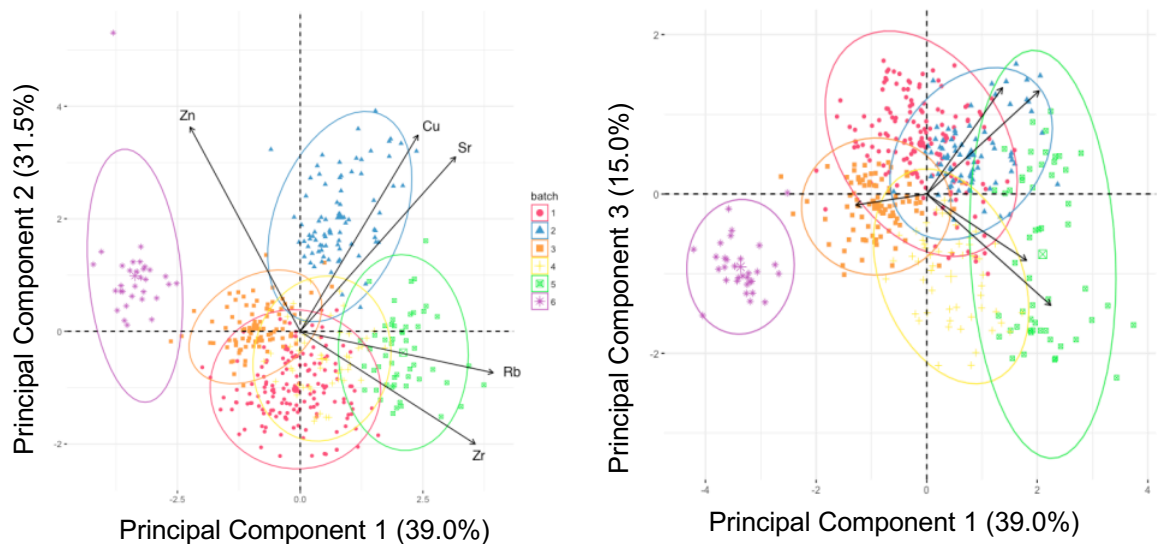 Principal Component 2 (31.5%)
4
2
0
-2
Zn
Cu
Sr
Rb
Zr
-2.5
0.0
2.5
Principal Component 1 (39.0%)
batch
1
2
3
4
5
6
Principal Component 3 (15.0%)
2
0
-2
-4
-2
0
2
4
Principal Component 1 (39.0%)